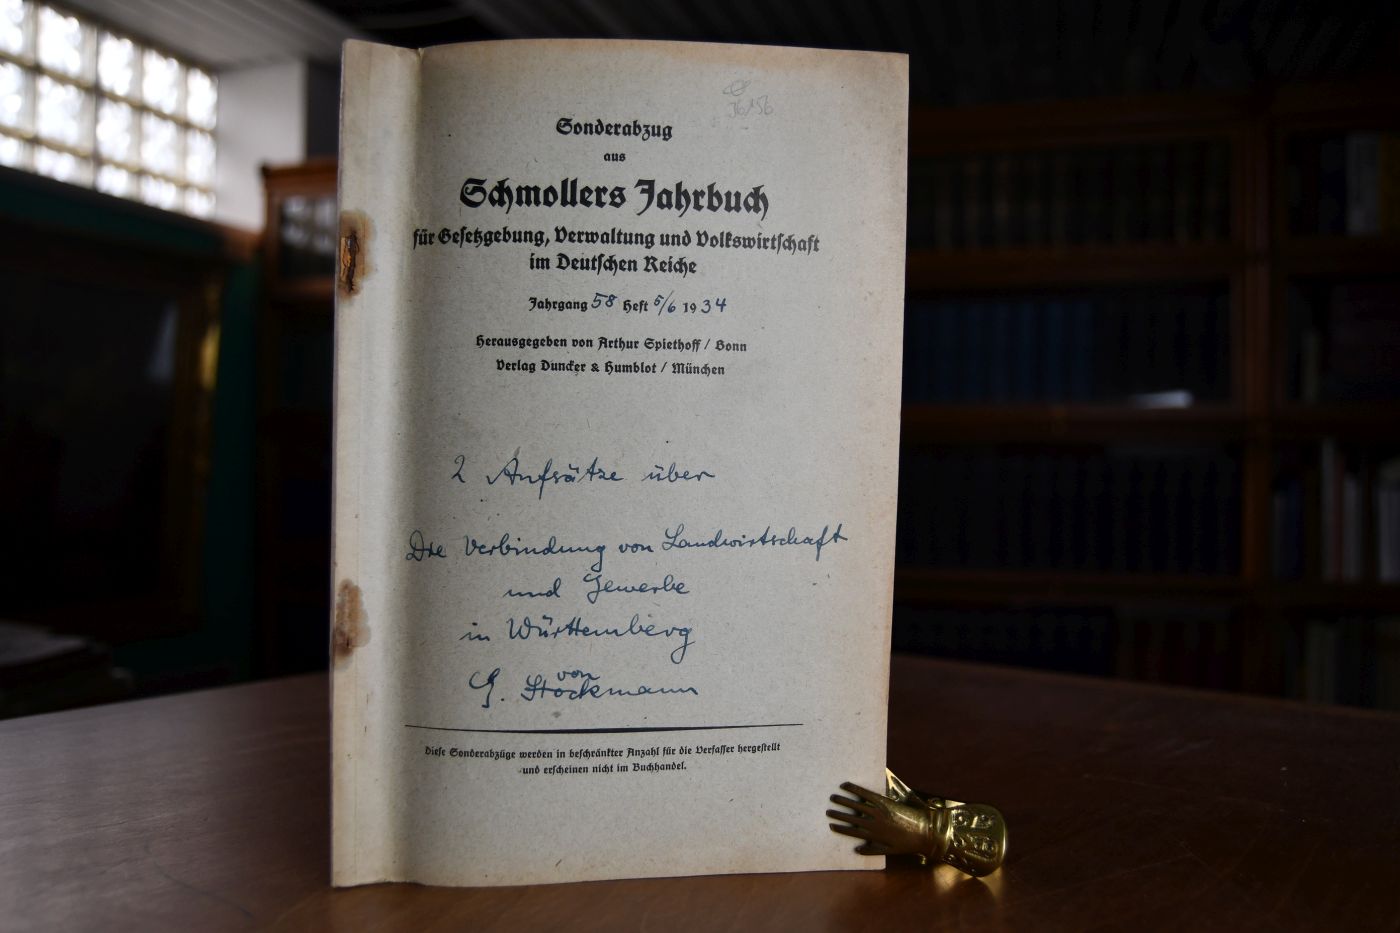 36156
Sonderabzug
aus
Schmollers Jahrbuch
für Gesetzgebung, Verwaltung und Volkswirtschaft
im Deutschen Reiche
Jahrgang 58 Heft 5/6 1934
Herausgegeben von Arthur Spiethoff / Bonn
Verlag Duncker & Humblot / München
2 Aufsätze über
Die Verbindung von Landwirtschaft
und Gewerbe
in Württemberg
von
G. Stockmann
Diese Sonderabzüge werden in beschränkter Anzahl für die Verfasser hergestellt
und erscheinen nicht im Buchhandel.